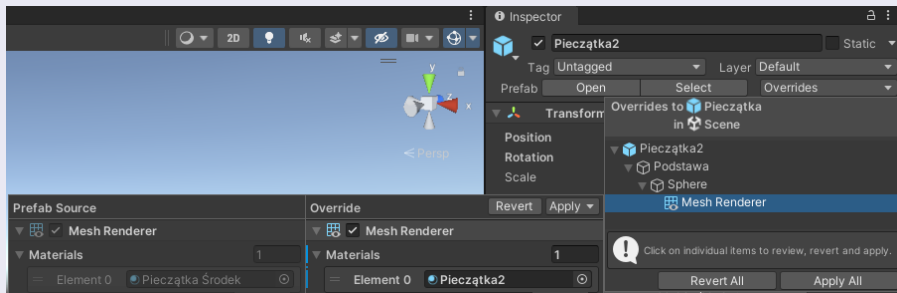 Inspector
2D
Pieczątka2
Static
Tag Untagged Layer Default
Prefab Open Select Overrides
Overrides to Pieczątka
in Scene
Transform
Position
Rotation
Scale
y
z
x
Persp
Pieczątka2
Podstawa
Sphere
Mesh Renderer
Click on individual items to review, revert and apply.
Revert All Apply All
Prefab Source
Mesh Renderer
Materials 1
Element 0 Pieczątka Środek
Override Revert Apply
Mesh Renderer
Materials 1
Element 0 Pieczątka2